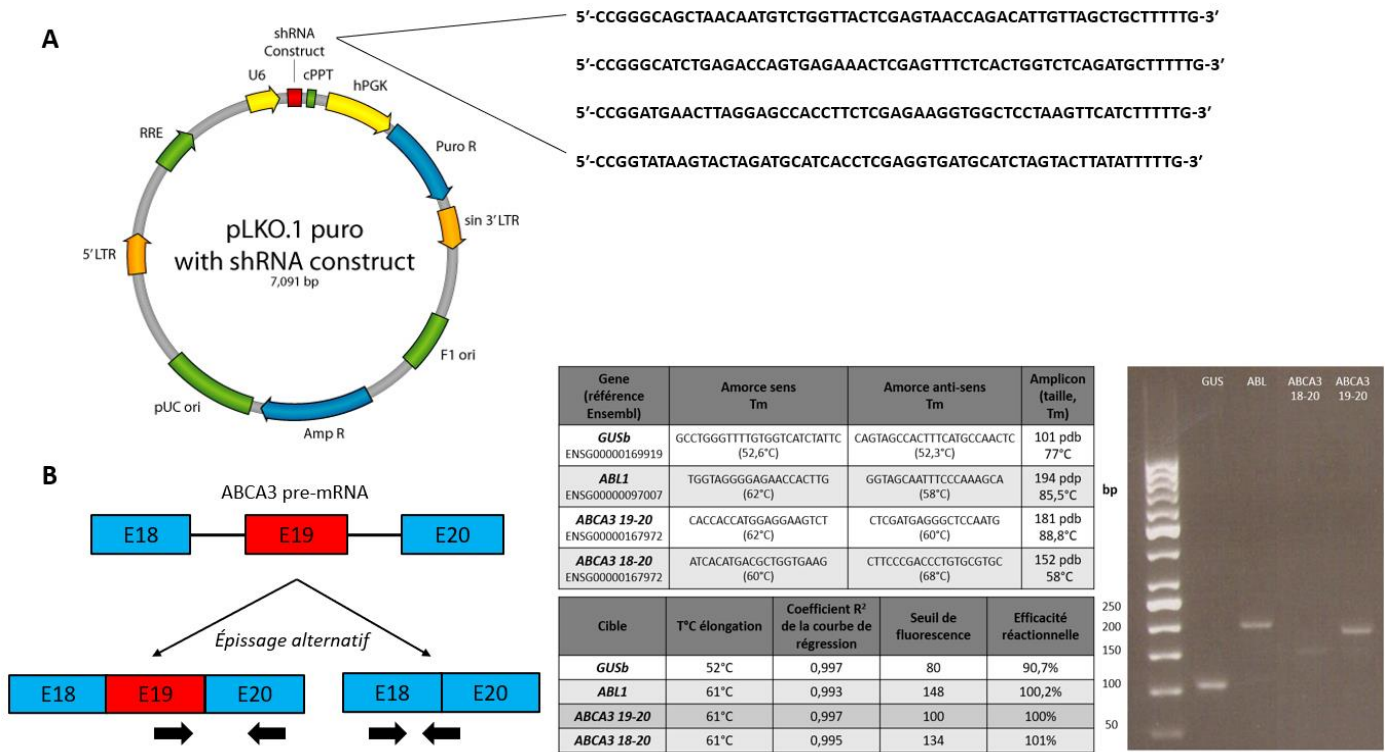 A
shRNA
Construct
U6
cPPT
hPGK
RRE
Puro R
sin 3’LTR
5’LTR
pLKO.1 puro
with shRNA construct
7,091 bp
F1 ori
pUC ori
Amp R
5’-CCGGGCAGCTAACAATGTCTGGTTACTCGAGTAACCAGACATTGTTAGCTGCTTTTTG-3’
5’-CCGGGCATCTGAGACCAGTGAGAAACTCGAGTTTCTCACTGGTCTCAGATGCTTTTTG-3’
5’-CCGGATGAACTTAGGAGCCACCTTCTCGAGAAGGTGGCTCCTAAGTTCATCTTTTTG-3’
5’-CCGGTATAAGTACTAGATGCATCACCTCGAGGTGATGCATCTAGTACTTATATTTTTG-3’
B
ABCA3 pre-mRNA
E18 E19 E20
Épissage alternatif
E18 E19 E20 E18 E20
Gene
(référence
Ensembl)
Amorce sens
Tm
Amorce anti-sens
Tm
Amplicon
(taille,
Tm)
GUSb
ENSG00000169919
GCCTGGGTTTTGTGGTCATCTATTC
(52,6°C)
CAGTAGCCACTTTCATGCCAACTC
(52,3°C)
101 pdb
77°C
ABL1
ENSG00000097007
TGGTAGGGGAGAACCACTTG
(62°C)
GGTAGCAATTTCCCAAAGCA
(58°C)
194 pdp
85,5°C
ABCA3 19-20
ENSG00000167972
CACCACCATGGAGGAAGTCT
(62°C)
CTCGATGAGGGCTCCAATG
(60°C)
181 pdb
88,8°C
ABCA3 18-20
ENSG00000167972
ATCACATGACGCTGGTGAAG
(60°C)
CTTCCCGACCCTGTGCGTGC
(68°C)
152 pdb
58°C
Cible
T°C élongation
Coefficient R²
de la courbe de
régression
Seuil de
fluorescence
Efficacité
réactionnelle
GUSb 52°C 0,997 80 90,7%
ABL1 61°C 0,993 148 100,2%
ABCA3 19-20 61°C 0,997 100 100%
ABCA3 18-20 61°C 0,995 134 101%
GUS ABL ABCA3
18-20
ABCA3
19-20
bp
250
200
150
100
50